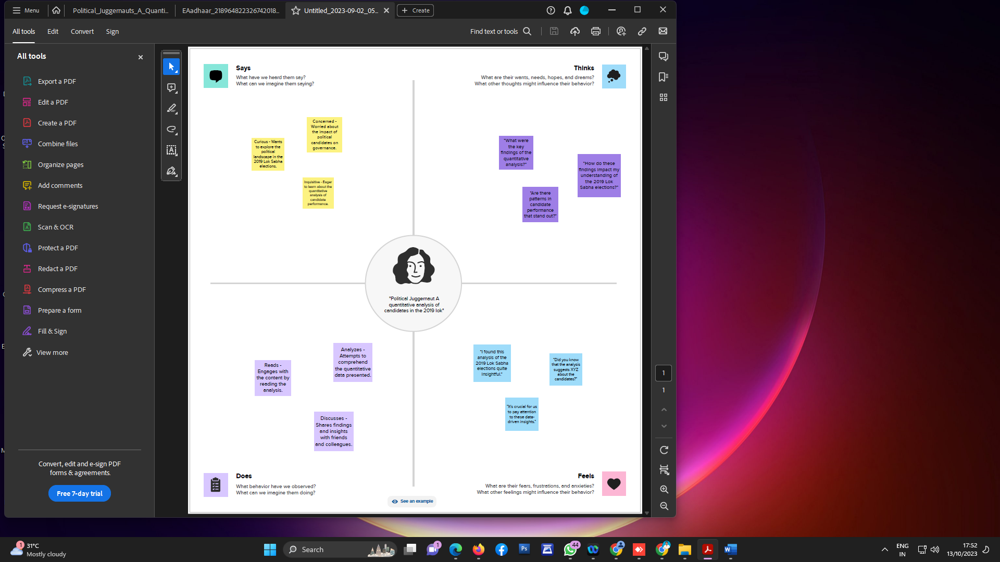 Menu
Political_Juggernauts_A_Quanti...
EAadhaar_218964822326742018...
Untitled_2023-09-02_05...
Create
All tools
Edit
Convert
Sign
Find text or tools
All tools
Export a PDF
Edit a PDF
Create a PDF
Combine files
Organize pages
Add comments
Request e-signatures
Scan & OCR
Protect a PDF
Redact a PDF
Compress a PDF
Prepare a form
Fill & Sign
View more
Convert, edit and e-sign PDF
forms & agreements.
Free 7-day trial
Says
What have we heard them say?
What can we imagine them saying?
Thinks
What are their wants, needs, hopes, and dreams?
What other thoughts might influence their behavior?
Concerned -
Worried about
the impact of
political
candidates on
governance.
Curious - Wants
to explore the
political
landscape in the
2019 Lok Sabha
elections.
Inquisitive - Eager
to learn about the
quantitative
analysis of
candidate
performance.
"What were
the key
findings of the
quantitative
analysis?"
"How do these
findings impact my
understanding of
the 2019 Lok
Sabha elections?"
"Are there
patterns in
candidate
performance
that stand out?"
"Political Juggernaut A
quantitative analysis of
candidates in the 2019 lok"
Analyzes -
Attempts to
comprehend
the quantitative
data presented.
Reads -
Engages with
the content by
reading the
analysis.
Discusses -
Shares findings
and insights
with friends
and colleagues.
"I found this
analysis of the
2019 Lok Sabha
elections quite
insightful."
"Did you know
that the analysis
suggests XYZ
about the
candidates?"
"It's crucial for us
to pay attention
to these data-
driven insights."
Does
What behavior have we observed?
What can we imagine them doing?
Feels
What are their fears, frustrations, and anxieties?
What other feelings might influence their behavior?
See an example
1
1
1
31°C
Mostly cloudy
Search
1
Ps
44
W
ENG
IN
17:52
13/10/2023